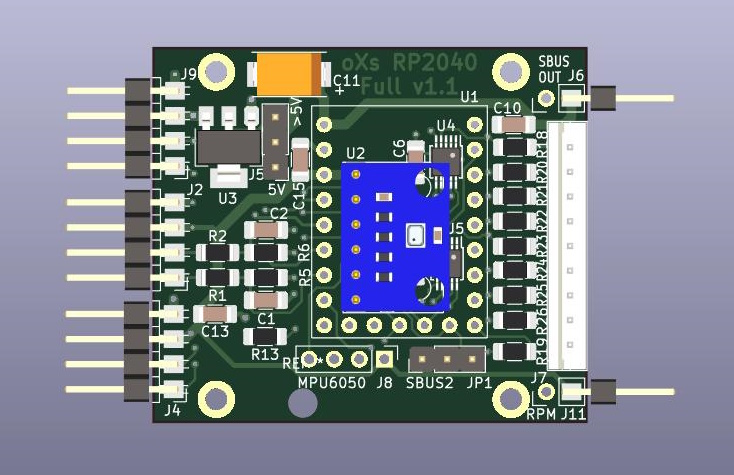 oXs RP2040
Full v1.1
SBUS
OUT
J6
J9
C11
+
>5V
U1
C10
U4
R18
C6
U2
R21
J5
5V
C15
R20
U3
J2
R22
C2
J5
R2
R6
R23
R5
R24
R1
R25
C1
C13
R26
R13
R19
MPU6050
J8
SBUS2
JP1
J7
J4
RPM
J11